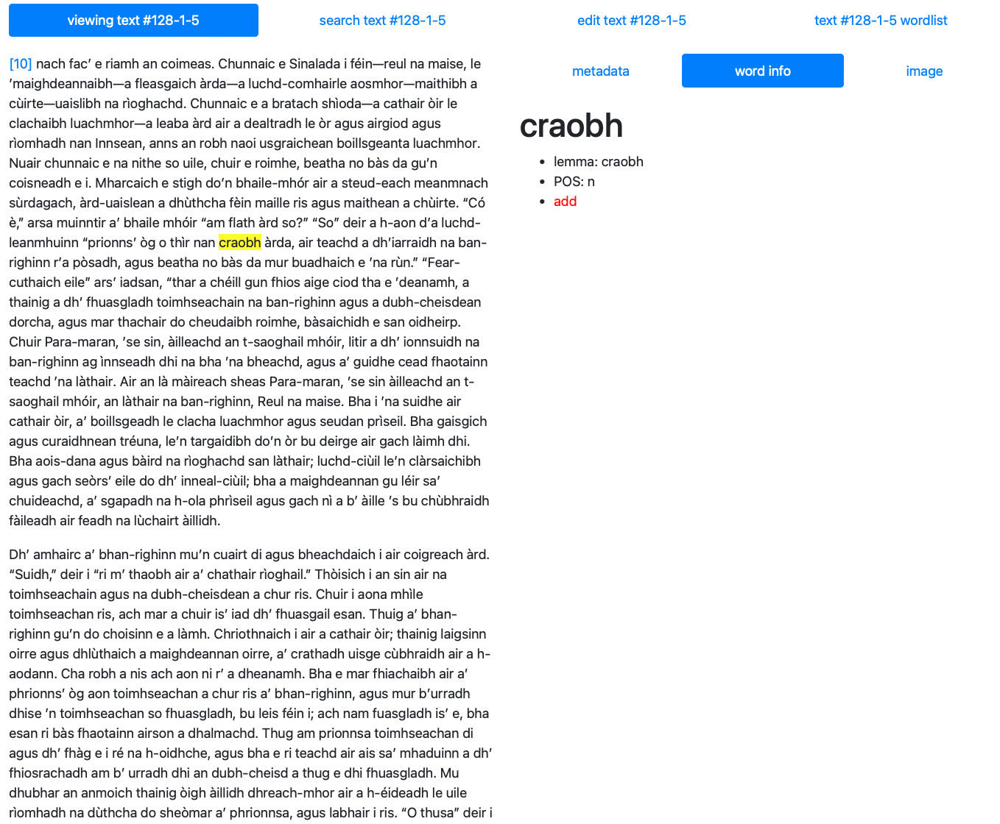 viewing text #128-1-5
search text #128-1-5
edit text #128-1-5
text #128-1-5 wordlist
[10] nach fac’ e riamh an coimeas. Chunnaic e Sinalada i féin—reul na maise, le
’maighdeannaibh—a fleasgaich àrda—a luchd-comhairle aosmhor—maithibh a
cùirte—uaislibh na rìoghachd. Chunnaic e a bratach shìoda—a cathair òir le
clachaibh luachmhor—a leaba àrd air a dealtradh le òr agus airgiod agus
rìomhadh nan Innsean, anns an robh naoi usgraichean boillsgeanta luachmhor.
Nuair chunnaic e na nithe so uile, chuir e roimhe, beatha no bàs da gu’n
coisneadh e i. Mharcaich e stigh do’n bhaile-mhór air a steud-each meanmnach
sùrdagach, àrd-uaislean a dhùthcha fèin maille ris agus maithean a chùirte. “Có
è,” arsa muinntir a’ bhaile mhóir “am flath àrd so?” “So” deir a h-aon d’a luchd-
leanmhuinn “prionns’ òg o thìr nan craobh àrda, air teachd a dh’iarraidh na ban-
righinn r’a pòsadh, agus beatha no bàs da mur buadhaich e ’na rùn.” “Fear-
cuthaich eile” ars’ iadsan, “thar a chéill gun fhios aige ciod tha e ’deanamh, a
thainig a dh’ fhuasgladh toimhseachain na ban-righinn agus a dubh-cheisdean
dorcha, agus mar thachair do cheudaibh roimhe, bàsaichidh e san oidheirp.
Chuir Para-maran, ’se sin, àilleachd an t-saoghail mhóir, litir a dh’ ionnsuidh na
ban-righinn ag ìnnseadh dhi na bha ’na bheachd, agus a’ guidhe cead fhaotainn
teachd ’na làthair. Air an là màireach sheas Para-maran, ’se sin àilleachd an t-
saoghail mhóir, an làthair na ban-righinn, Reul na maise. Bha i ’na suidhe air
cathair òir, a’ boillsgeadh le clacha luachmhor agus seudan prìseil. Bha gaisgich
agus curaidhnean tréuna, le’n targaidibh do’n òr bu deirge air gach làimh dhi.
Bha aois-dana agus bàird na rìoghachd san làthair; luchd-ciùil le’n clàrsaichibh
agus gach seòrs’ eile do dh’ inneal-ciùil; bha a maighdeannan gu léir sa’
chuideachd, a’ sgapadh na h-ola phrìseil agus gach nì a b’ àille ’s bu chùbhraidh
fàileadh air feadh na lùchairt àillidh.
Dh’ amhairc a’ bhan-righinn mu’n cuairt di agus bheachdaich i air coigreach àrd.
“Suidh,” deir i “ri m’ thaobh air a’ chathair rìoghail.” Thòisich i an sin air na
toimhseachain agus na dubh-cheisdean a chur ris. Chuir i aona mhìle
toimhseachan ris, ach mar a chuir is’ iad dh’ fhuasgail esan. Thuig a’ bhan-
righinn gu’n do choisinn e a làmh. Chriothnaich i air a cathair òir; thainig laigsinn
oirre agus dhlùthaich a maighdeannan oirre, a’ crathadh uisge cùbhraidh air a h-
aodann. Cha robh a nis ach aon ni r’ a dheanamh. Bha e mar fhiachaibh air a’
phrionns’ òg aon toimhseachan a chur ris a’ bhan-righinn, agus mur b’urradh
dhise ’n toimhseachan so fhuasgladh, bu leis féin i; ach nam fuasgladh is’ e, bha
esan ri bàs fhaotainn airson a dhalmachd. Thug am prionnsa toimhseachan di
agus dh’ fhàg e i ré na h-oidhche, agus bha e ri teachd air ais sa’ mhaduinn a dh’
fhiosrachadh am b’ urradh dhi an dubh-cheisd a thug e dhi fhuasgladh. Mu
dhubhar an anmoich thainig òigh àillidh dhreach-mhor air a h-éideadh le uile
rìomhadh na dùthcha do sheòmar a’ phrionnsa, agus labhair i ris. “O thusa” deir i
metadata
word info
image
craobh
• lemma: craobh
• POS: n
• add